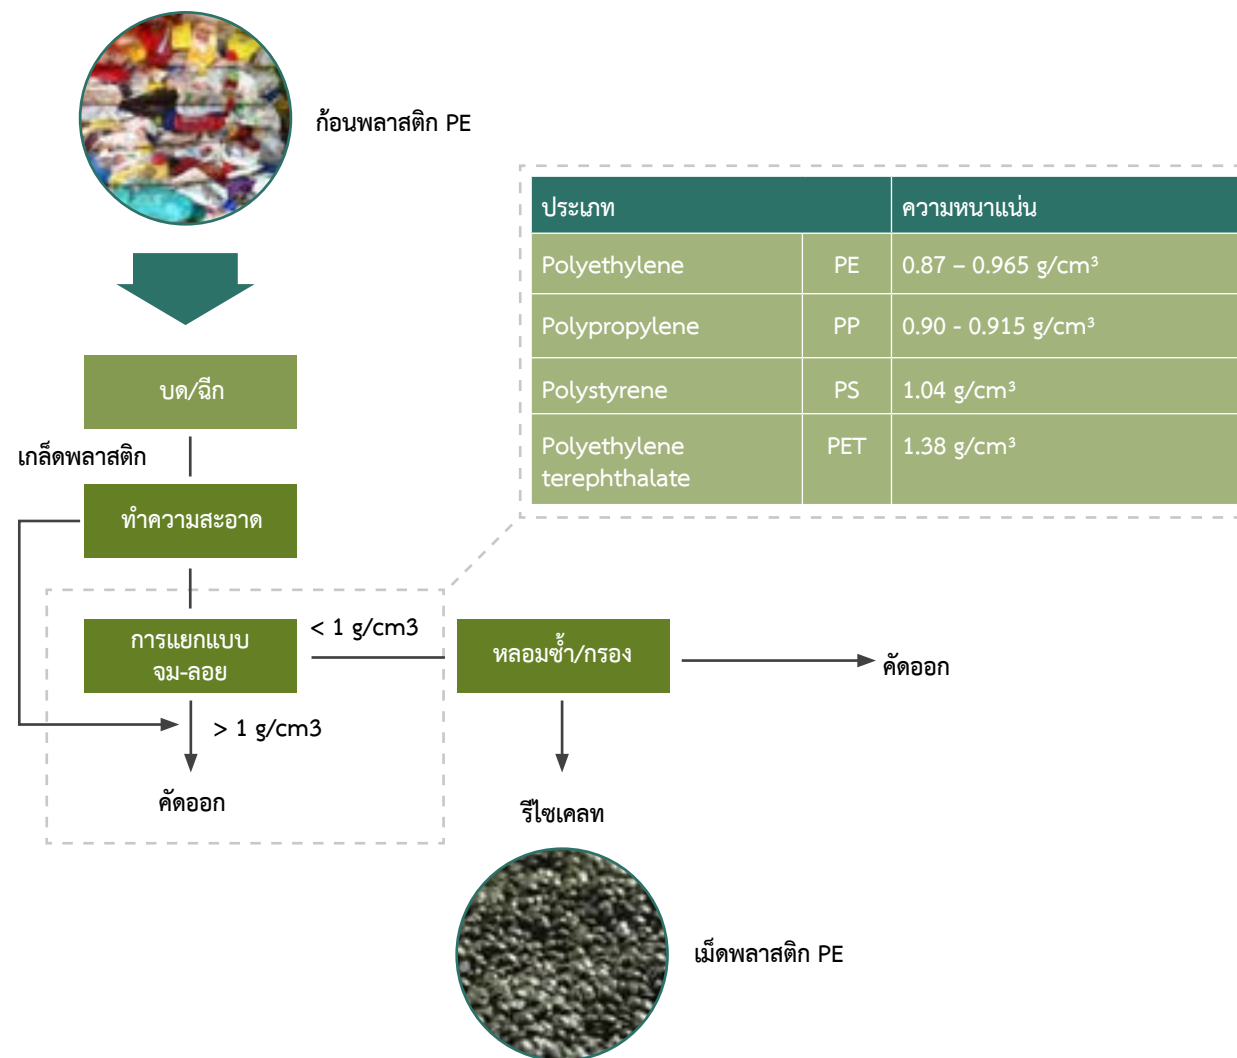 ก้อนพลาสติก PE
ประเภท ความหนาแน่น
Polyethylene PE 0.87 – 0.965 g/cm³
Polypropylene PP 0.90 - 0.915 g/cm³
Polystyrene PS 1.04 g/cm³
Polyethylene terephthalate PET 1.38 g/cm³
บด/ฉีก
เกล็ดพลาสติก
ทำความสะอาด
การแยกแบบ
จม-ลอย
< 1 g/cm3
หลอมซ้ำ/กรอง
คัดออก
> 1 g/cm3
คัดออก
รีไซเคลท
เม็ดพลาสติก PE